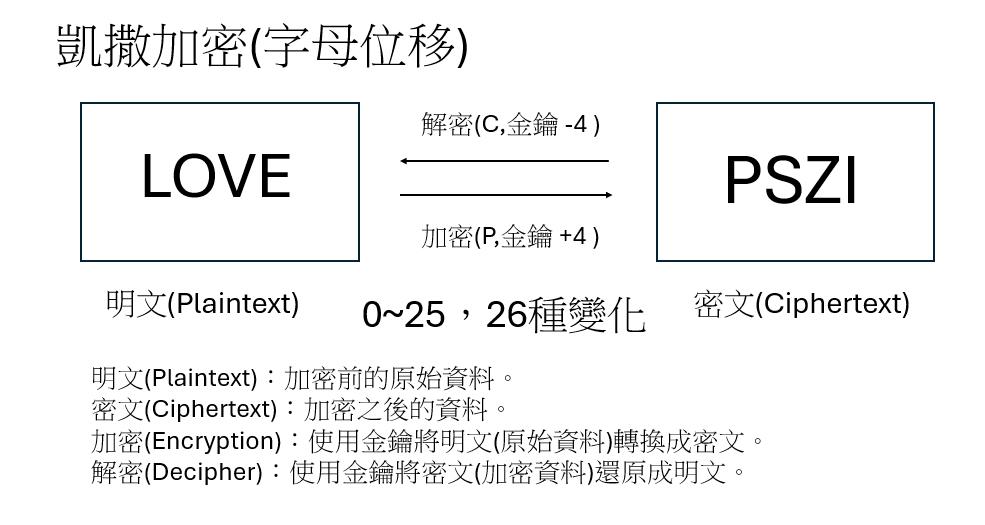 凱撒加密(字母位移)
LOVE
解密(C,金鑰 -4 )
加密(P,金鑰 +4 )
PSZI
明文(Plaintext)
0~25，26種變化
密文(Ciphertext)
明文(Plaintext)：加密前的原始資料。
密文(Ciphertext)：加密之後的資料。
加密(Encryption)：使用金鑰將明文(原始資料)轉換成密文。
解密(Decipher)：使用金鑰將密文(加密資料)還原成明文。